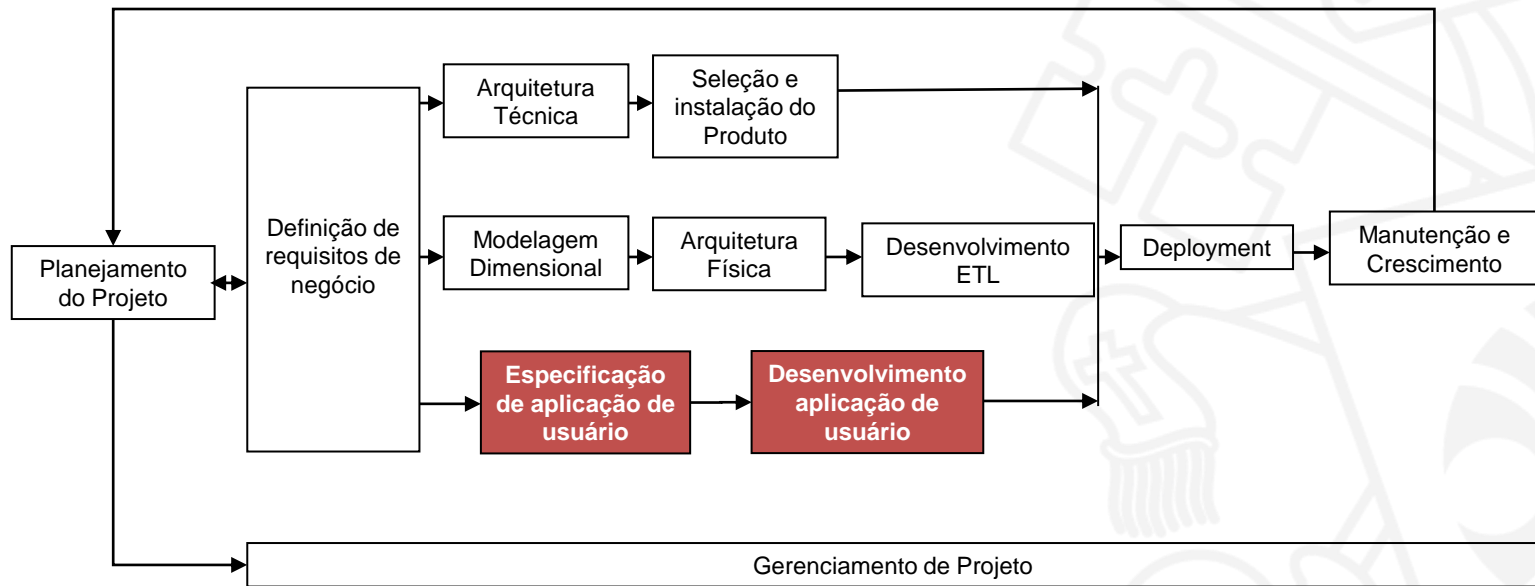 Arquitetura
Técnica
Seleção e
instalação do
Produto
Planejamento
do Projeto
Definição de
requisitos de
negócio
Modelagem
Dimensional
Arquitetura
Física
Desenvolvimento
ETL
Deployment
Manutenção e
Crescimento
Especificação
de aplicação de
usuário
Desenvolvimento
aplicação de
usuário
Gerenciamento de Projeto